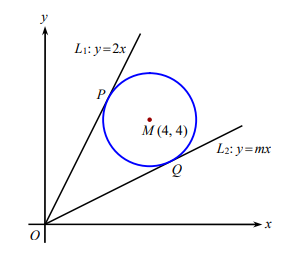 y
L₁: y=2x
P
M (4, 4)
L₂: y=mx
Q
O
x